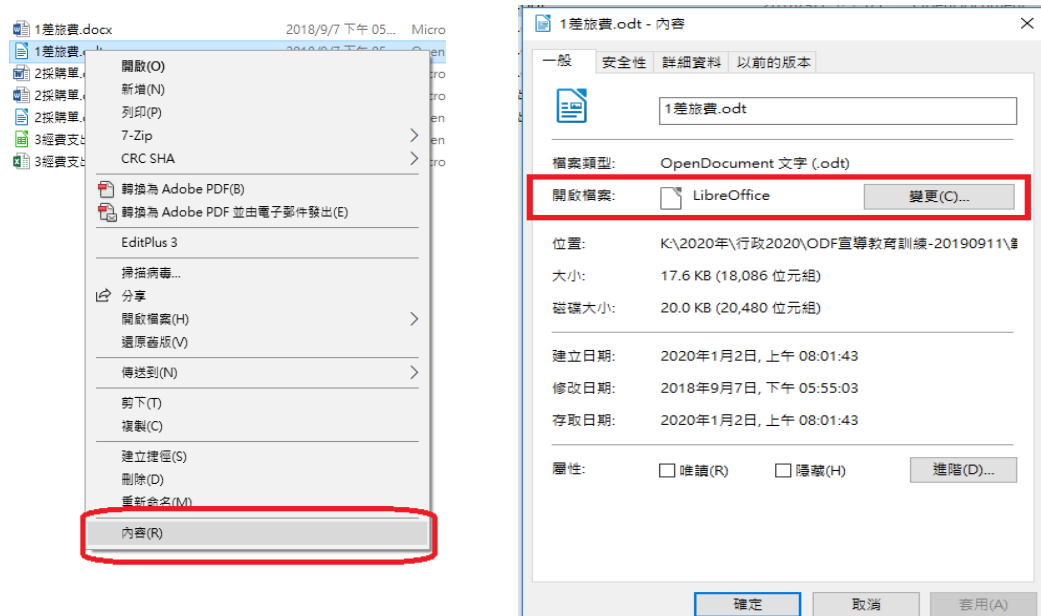 1差旅費.docx 2018/9/7 下午 05... Micro
1差旅費. 2018/9/7 下午 05... Open
2採購單.
2採購單.
2採購單.
3經費支出
3經費支出
開啟(O)
新增(N)
列印(P)
7-Zip
CRC SHA
轉換為 Adobe PDF(B)
轉換為 Adobe PDF 並由電子郵件發出(E)
EditPlus 3
掃描病毒...
分享
開啟檔案(H)
還原舊版(V)
傳送到(N)
剪下(T)
複製(C)
建立捷徑(S)
刪除(D)
重新命名(M)
內容(R)
1差旅費.odt - 內容
一般 安全性 詳細資料 以前的版本
1差旅費.odt
檔案類型: OpenDocument 文字 (.odt)
開啟檔案: LibreOffice 變更(C)...
位置: K:\2020年\行政2020\ODF宣導教育訓練-20190911\
大小: 17.6 KB (18,086 位元組)
磁碟大小: 20.0 KB (20,480 位元組)
建立日期: 2020年1月2日, 上午 08:01:43
修改日期: 2018年9月7日, 下午 05:55:03
存取日期: 2020年1月2日, 上午 08:01:43
屬性: 唯讀(R) 隱藏(H) 進階(D)...
確定 取消 套用(A)